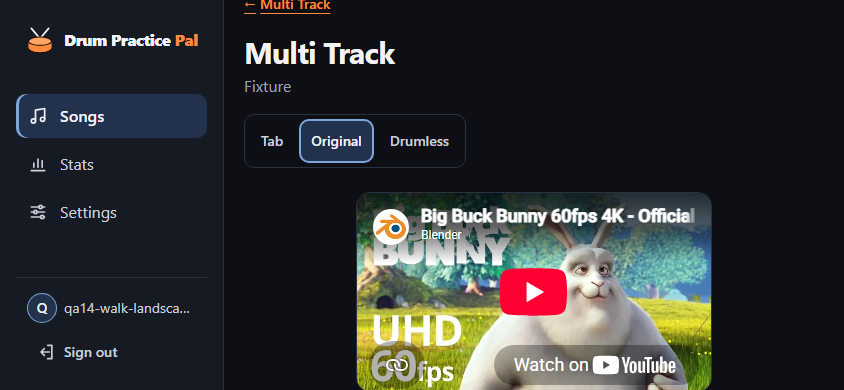 ← Multi Track
Drum Practice Pal
Multi Track
Fixture
Songs
Tab
Original
Drumless
Stats
Settings
Big Buck Bunny 60fps 4K - Official
Blender
BUNNY
UHD
60fps
Watch on YouTube
Q
qa14-walk-landsca...
Sign out